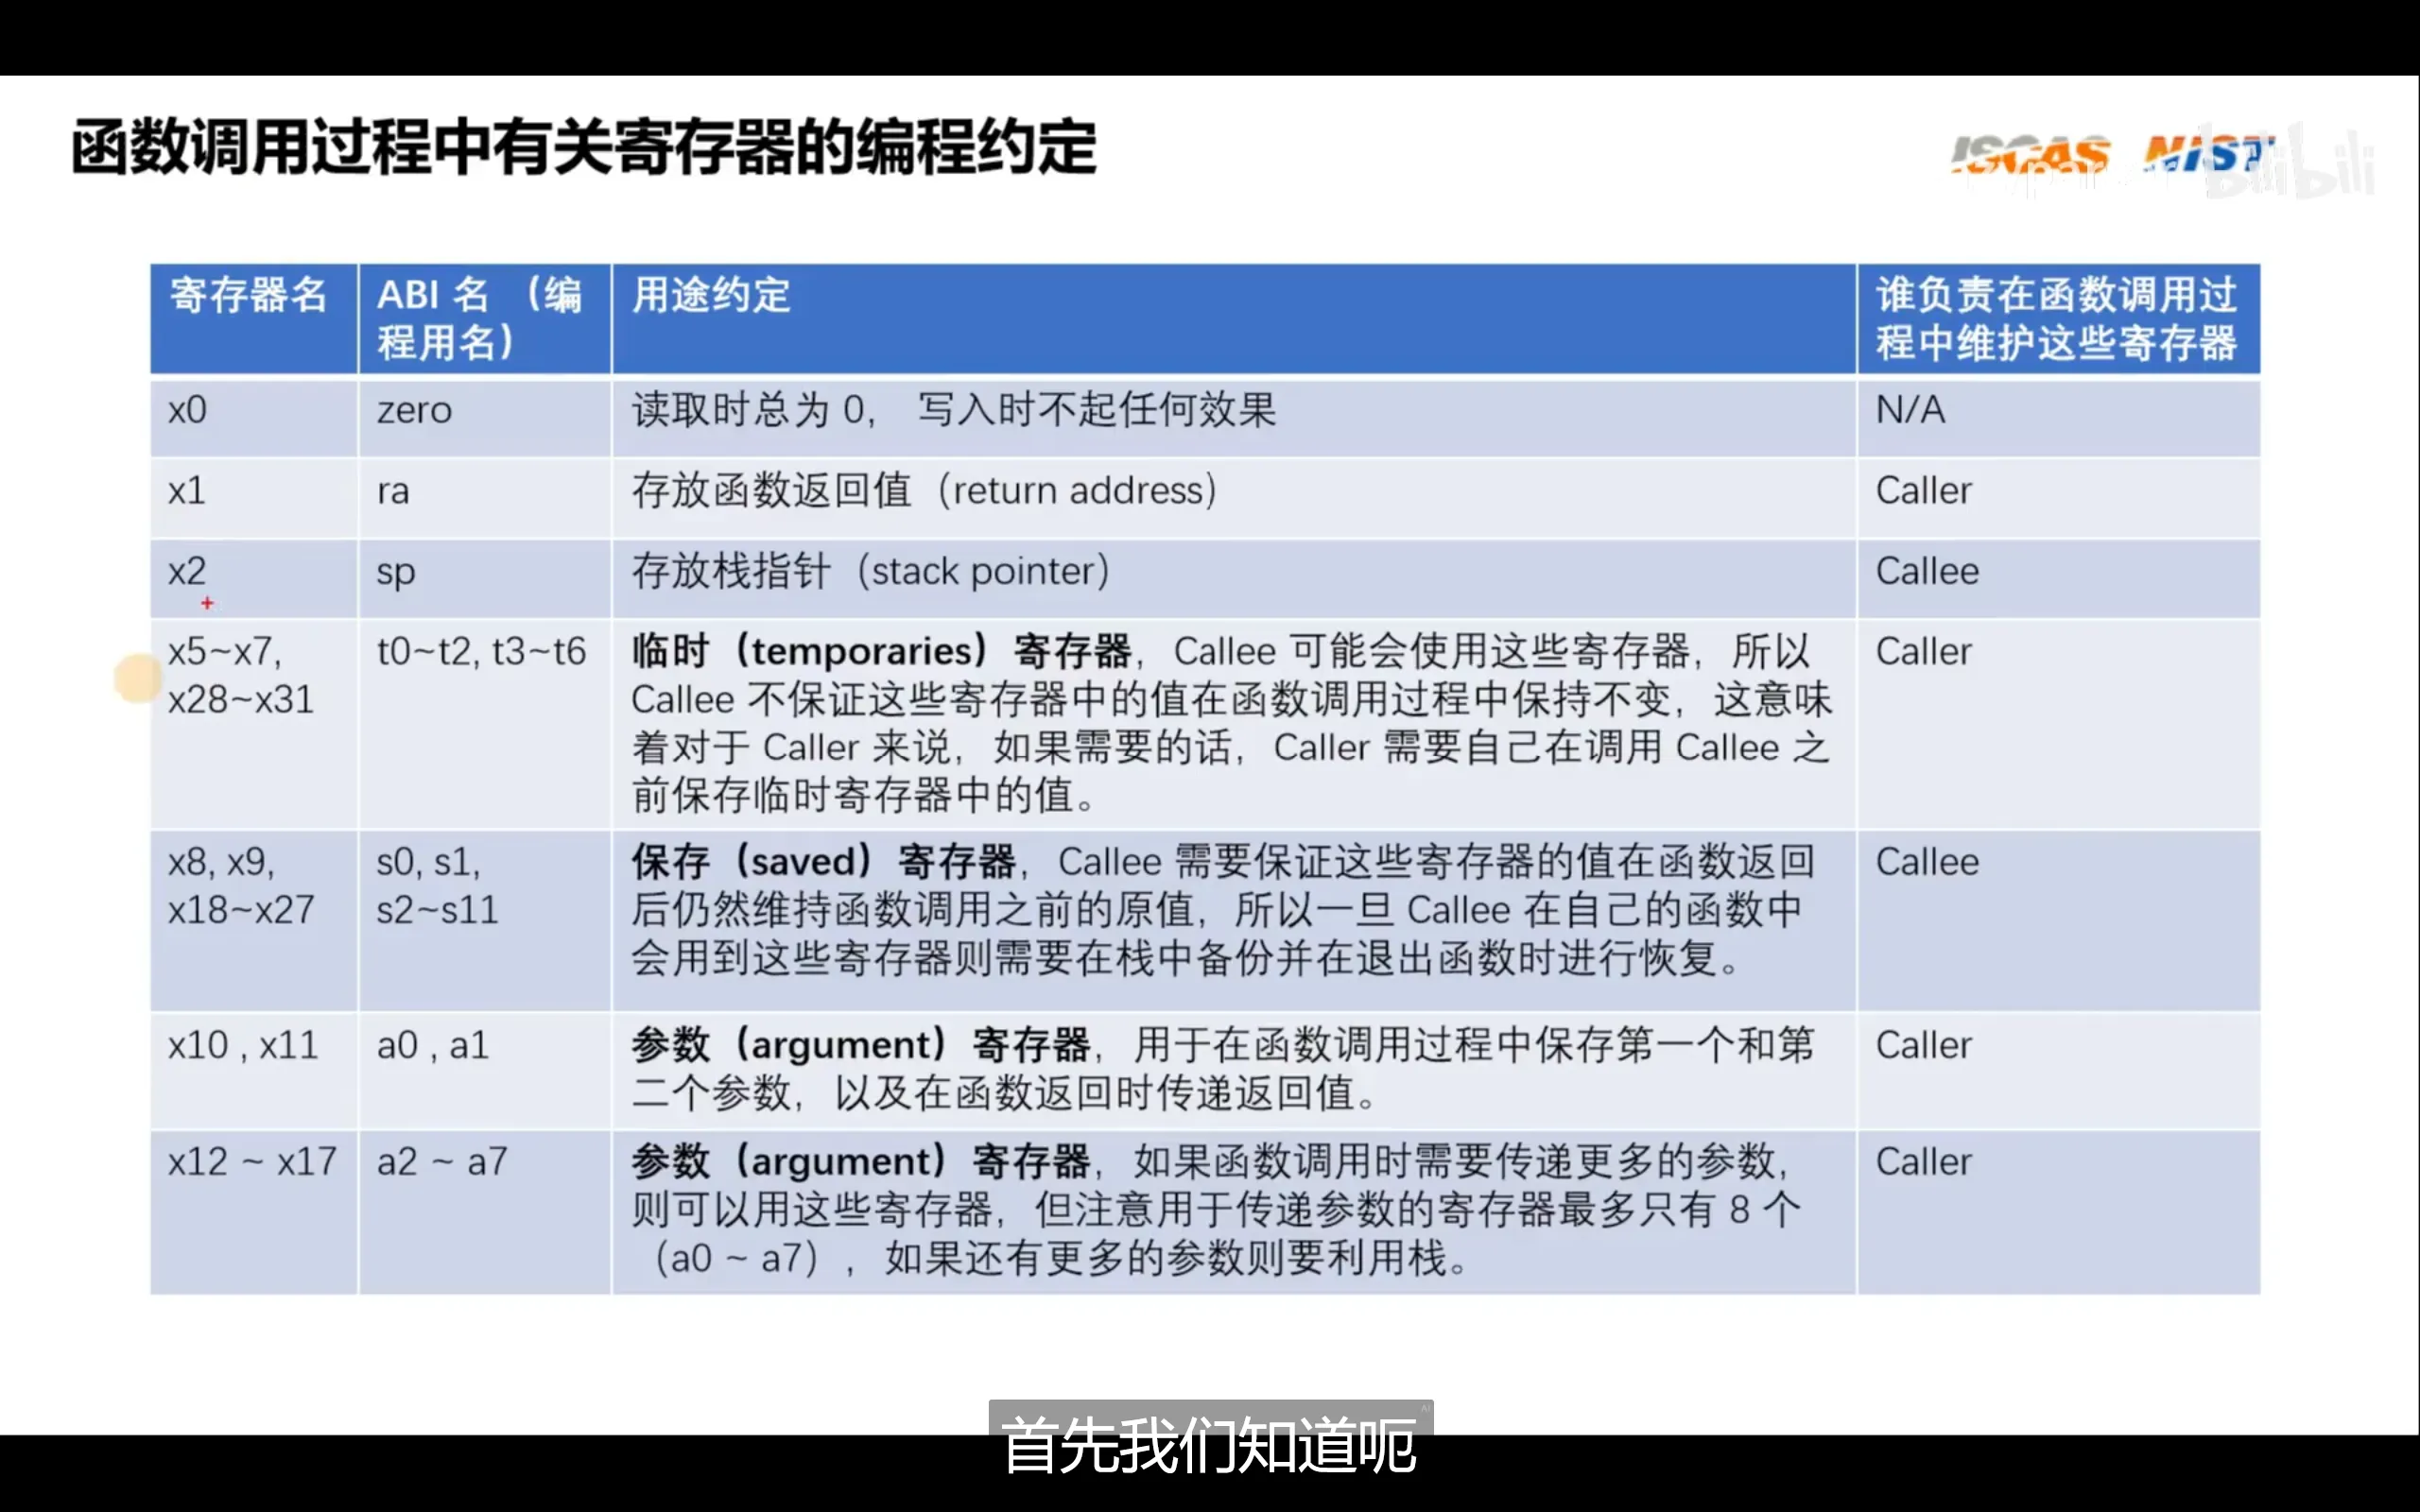 函数调用过程中有关寄存器的编程约定
ISCAS NIST
bilibili
寄存器名
ABI 名 （编
程用名）
用途约定
谁负责在函数调用过
程中维护这些寄存器
x0
zero
读取时总为 0， 写入时不起任何效果
N/A
x1
ra
存放函数返回值（return address）
Caller
x2
sp
存放栈指针（stack pointer）
Callee
x5~x7,
x28~x31
t0~t2, t3~t6
临时（temporaries）寄存器，Callee 可能会使用这些寄存器，所以
Callee 不保证这些寄存器中的值在函数调用过程中保持不变，这意味
着对于 Caller 来说，如果需要的话，Caller 需要自己在调用 Callee 之
前保存临时寄存器中的值。
Caller
x8, x9,
x18~x27
s0, s1,
s2~s11
保存（saved）寄存器，Callee 需要保证这些寄存器的值在函数返回
后仍然维持函数调用之前的原值，所以一旦 Callee 在自己的函数中
会用到这些寄存器则需要在栈中备份并在退出函数时进行恢复。
Callee
x10 , x11
a0 , a1
参数（argument）寄存器，用于在函数调用过程中保存第一个和第
二个参数，以及在函数返回时传递返回值。
Caller
x12 ~ x17
a2 ~ a7
参数（argument）寄存器，如果函数调用时需要传递更多的参数，
则可以用这些寄存器，但注意用于传递参数的寄存器最多只有 8 个
（a0 ~ a7），如果还有更多的参数则要利用栈。
Caller
AI
首先我们知道呃